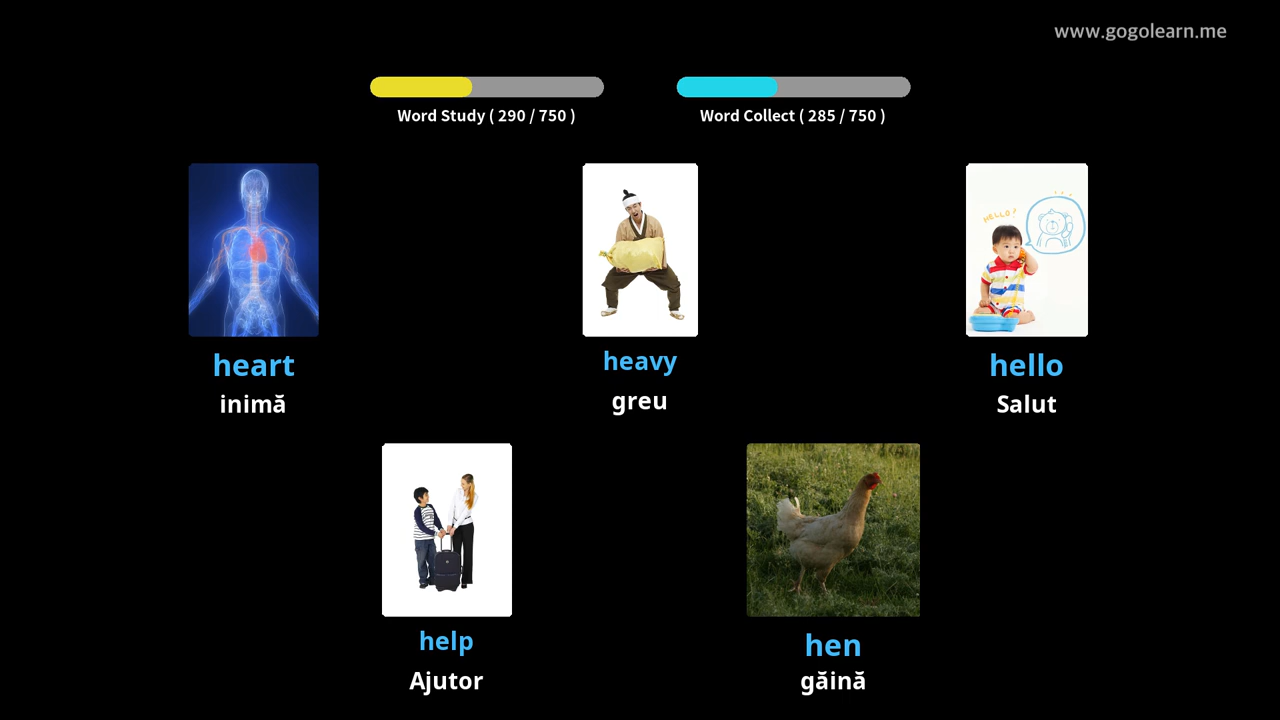 www.gogolearn.me
Word Study ( 290 / 750 )
Word Collect ( 285 / 750 )
HELLO?
heart
heavy
hello
inimă
greu
Salut
help
hen
Ajutor
găină